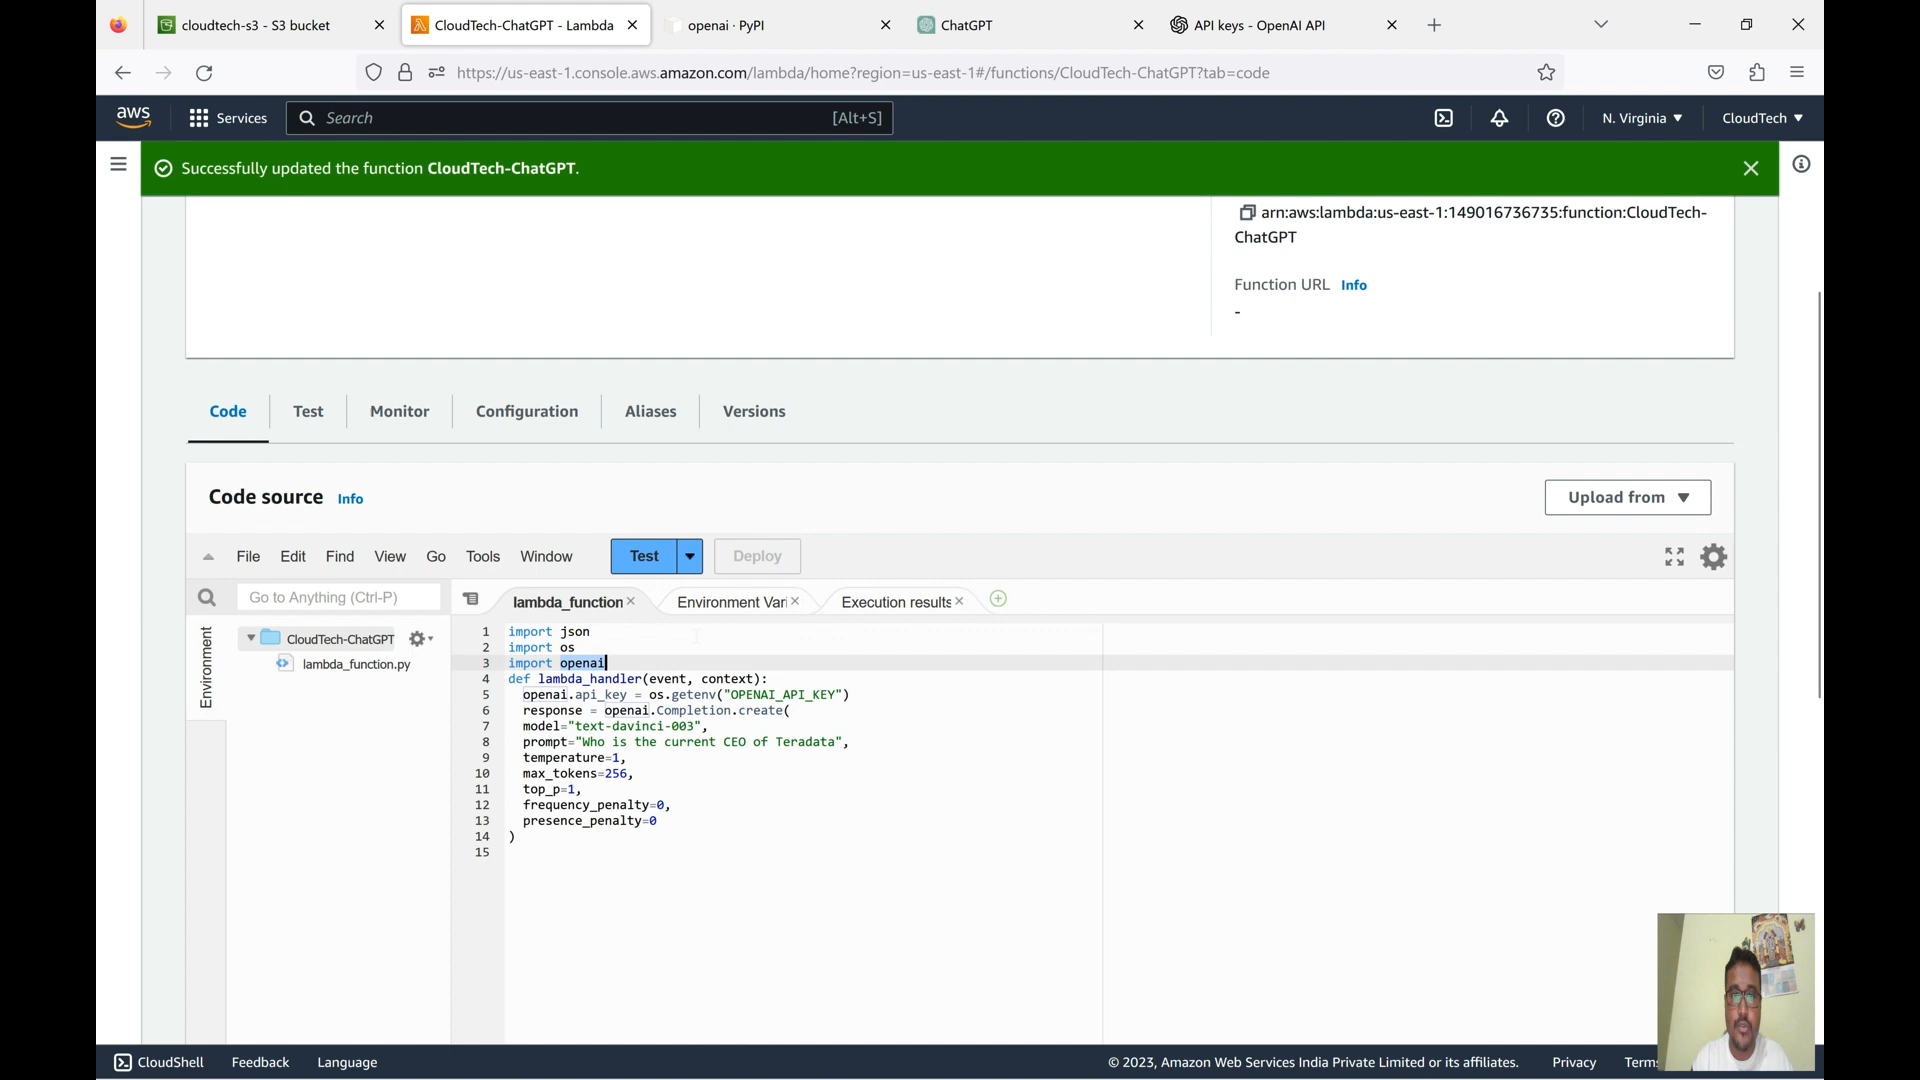 cloudtech-s3 - S3 bucket
CloudTech-ChatGPT - Lambda
openai · PyPI
ChatGPT
API keys - OpenAI API
https://us-east-1.console.aws.amazon.com/lambda/home?region=us-east-1#/functions/CloudTech-ChatGPT?tab=code
aws
Services
Search
[Alt+S]
N. Virginia
CloudTech
Successfully updated the function CloudTech-ChatGPT.
arn:aws:lambda:us-east-1:149016736735:function:CloudTech-
ChatGPT
Function URL Info
-
Code
Test
Monitor
Configuration
Aliases
Versions
Code source Info
Upload from
File Edit Find View Go Tools Window
Test
Deploy
Go to Anything (Ctrl-P)
lambda_function
Environment Vari
Execution results
Environment
CloudTech-ChatGPT
lambda_function.py
1 import json
2 import os
3 import openai
4 def lambda_handler(event, context):
5 openai.api_key = os.getenv("OPENAI_API_KEY")
6 response = openai.Completion.create(
7 model="text-davinci-003",
8 prompt="Who is the current CEO of Teradata",
9 temperature=1,
10 max_tokens=256,
11 top_p=1,
12 frequency_penalty=0,
13 presence_penalty=0
14 )
15
CloudShell
Feedback
Language
© 2023, Amazon Web Services India Private Limited or its affiliates.
Privacy
Terms